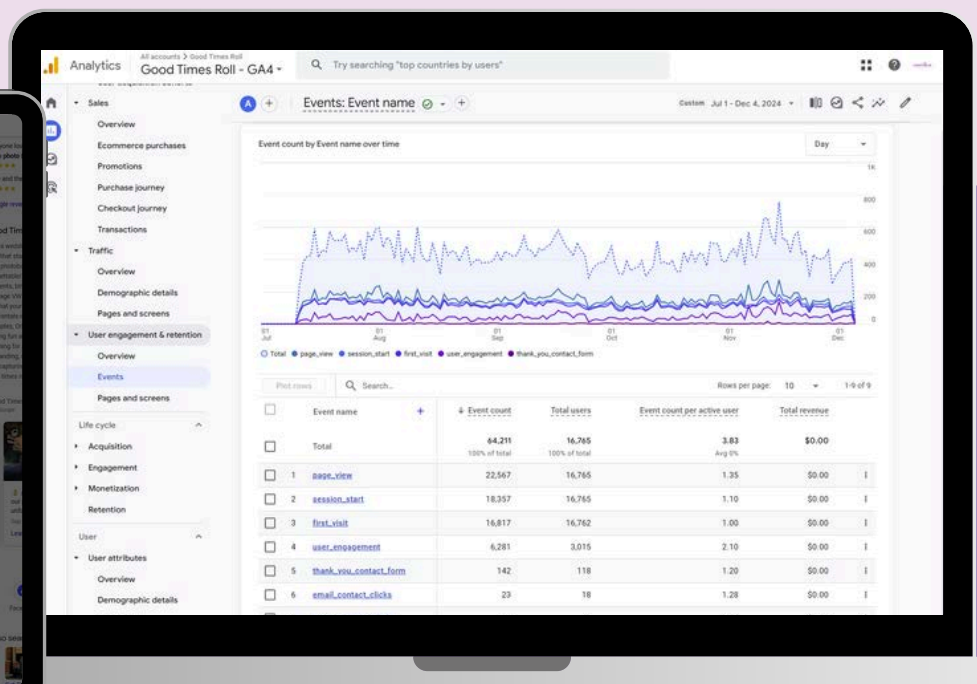 Analytics
All accounts > Good Times Roll
Good Times Roll - GA4
Try searching "top countries by users"
Sales
Overview
Ecommerce purchases
Promotions
Purchase journey
Checkout journey
Transactions
Traffic
Overview
Demographic details
Pages and screens
User engagement & retention
Overview
Events
Pages and screens
Life cycle
Acquisition
Engagement
Monetization
Retention
User
User attributes
Overview
Demographic details
A
Events: Event name
Custom Jul 1 - Dec 4, 2024
Event count by Event name over time
Day
1K
800
600
400
200
0
01 Jul
01 Aug
01 Sep
01 Oct
01 Nov
01 Dec
Total page_view session_start first_visit user_engagement thank_you_contact_form
Plot rows
Search...
Rows per page: 10 1-9 of 9
Event name + Event count Total users Event count per active user Total revenue
Total 64,211 16,765 3.83 $0.00
100% of total 100% of total Avg 0%
1 page_view 22,567 16,765 1.35 $0.00
2 session_start 18,357 16,765 1.10 $0.00
3 first_visit 16,817 16,762 1.00 $0.00
4 user_engagement 6,281 3,015 2.10 $0.00
5 thank_you_contact_form 142 118 1.20 $0.00
6 email_contact_clicks 23 18 1.28 $0.00